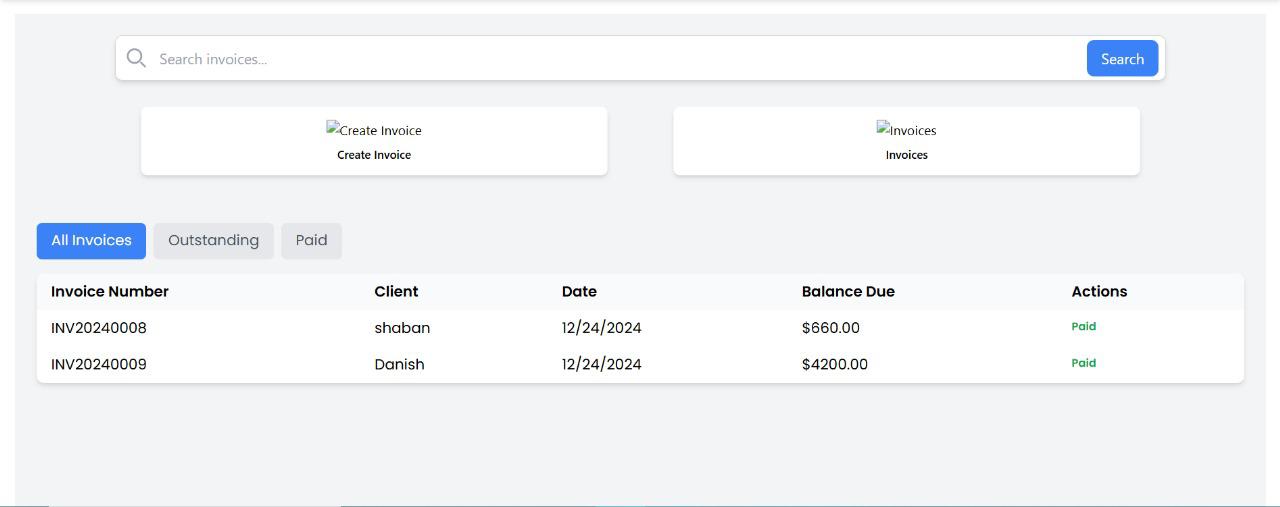 Search invoices... Search
Create Invoice Invoices
Create Invoice Invoices
All Invoices Outstanding Paid
Invoice Number Client Date Balance Due Actions
INV20240008 shaban 12/24/2024 $660.00 Paid
INV20240009 Danish 12/24/2024 $4200.00 Paid